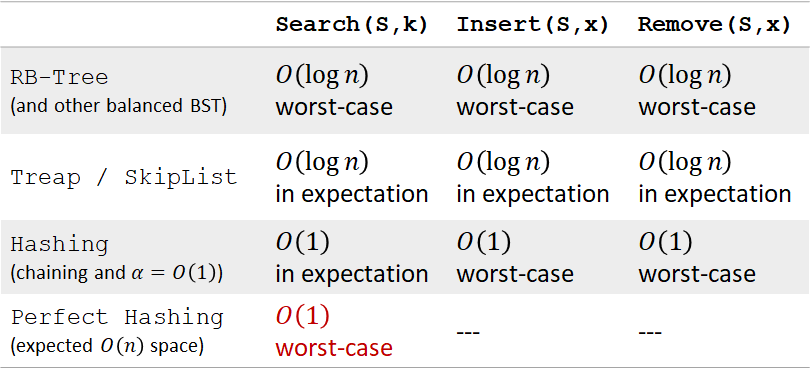 Search(S,k) Insert(S,x) Remove(S,x)
RB-Tree
(and other balanced BST)
O(log n)
worst-case
O(log n)
worst-case
O(log n)
worst-case
Treap / SkipList
O(log n)
in expectation
O(log n)
in expectation
O(log n)
in expectation
Hashing
(chaining and α = O(1))
O(1)
in expectation
O(1)
worst-case
O(1)
worst-case
Perfect Hashing
(expected O(n) space)
O(1)
worst-case
---
---